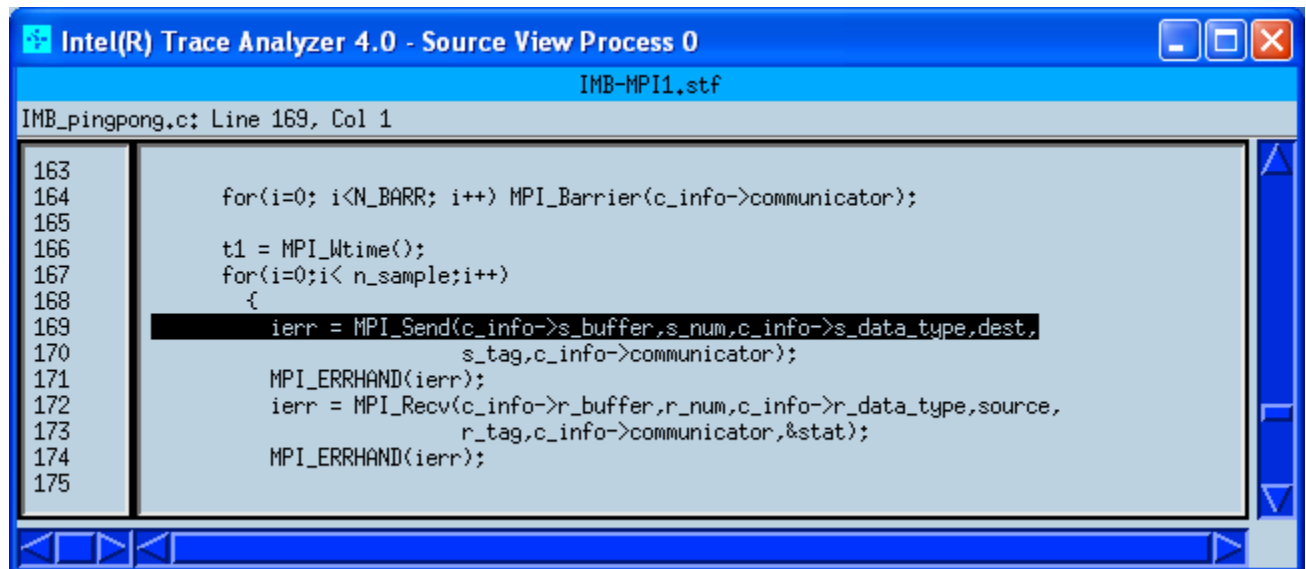 Intel(R) Trace Analyzer 4.0 - Source View Process 0
IMB-MPI1.stf
IMB_pingpong.c: Line 169, Col 1
163
164 for(i=0; i<N_BARR; i++) MPI_Barrier(c_info->communicator);
165
166 t1 = MPI_Wtime();
167 for(i=0;i< n_sample;i++)
168 {
169 ierr = MPI_Send(c_info->s_buffer,s_num,c_info->s_data_type,dest,
170 s_tag,c_info->communicator);
171 MPI_ERRHAND(ierr);
172 ierr = MPI_Recv(c_info->r_buffer,r_num,c_info->r_data_type,source,
173 r_tag,c_info->communicator,&stat);
174 MPI_ERRHAND(ierr);
175